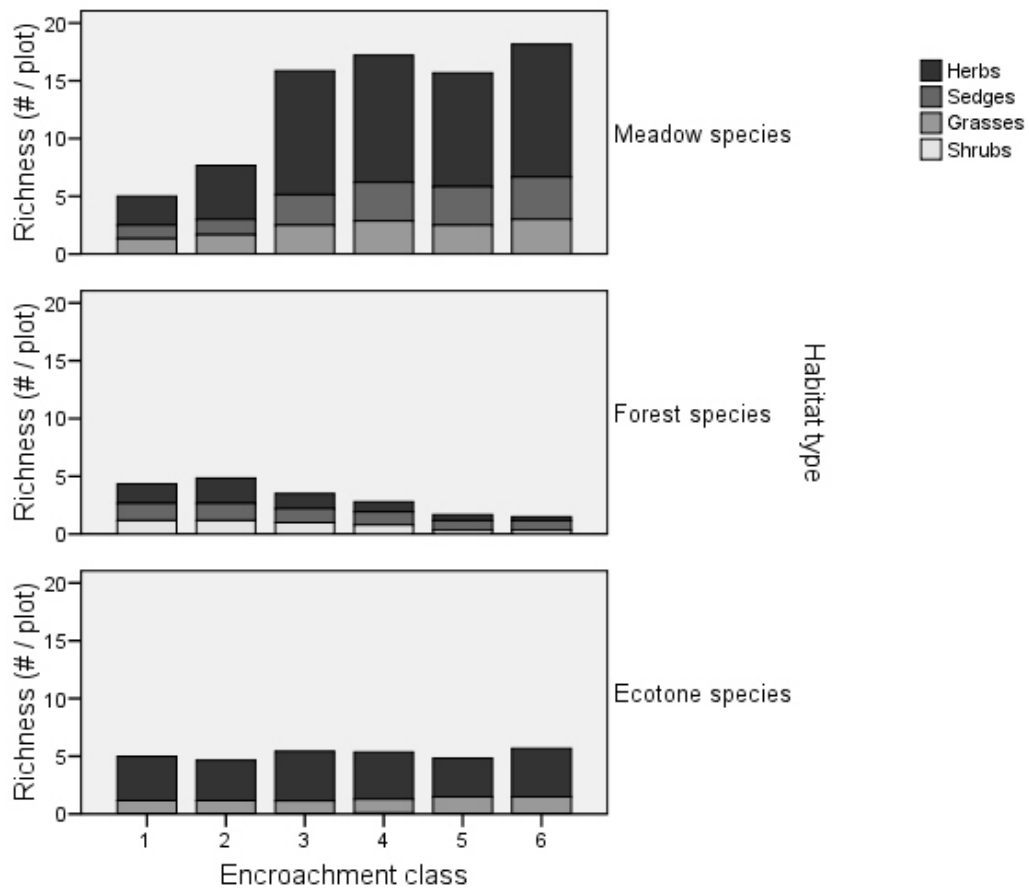 Richness (# / plot)
20
15
10
5
0
Meadow species
Herbs
Sedges
Grasses
Shrubs
Richness (# / plot)
20
15
10
5
0
Forest species
Habitat type
Richness (# / plot)
20
15
10
5
0
Ecotone species
1 2 3 4 5 6
Encroachment class